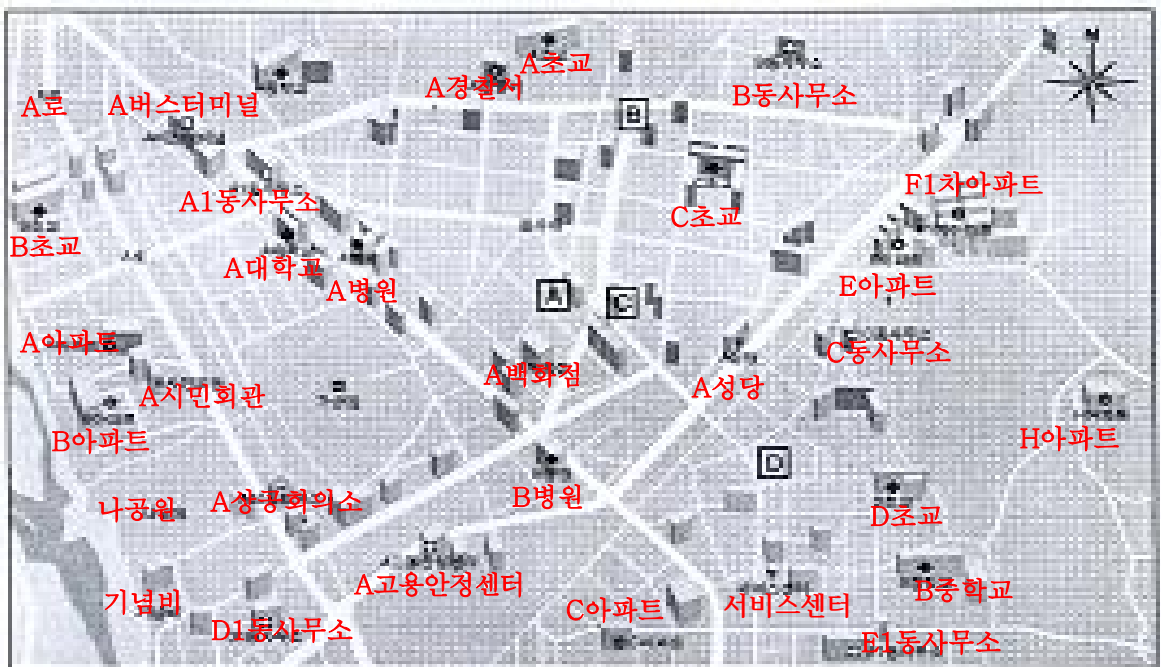 N
A초교
A경찰서
B동사무소
A로
A버스터미널
B
F1차아파트
A1동사무소
C초교
B초교
A대학교
A병원
E아파트
A
C
A아파트
C동사무소
A백화점
A성당
A시민회관
B아파트
H아파트
D
나공원
A상공회의소
B병원
D초교
A고용안정센터
B중학교
기념비
C아파트
서비스센터
D1동사무소
E1동사무소